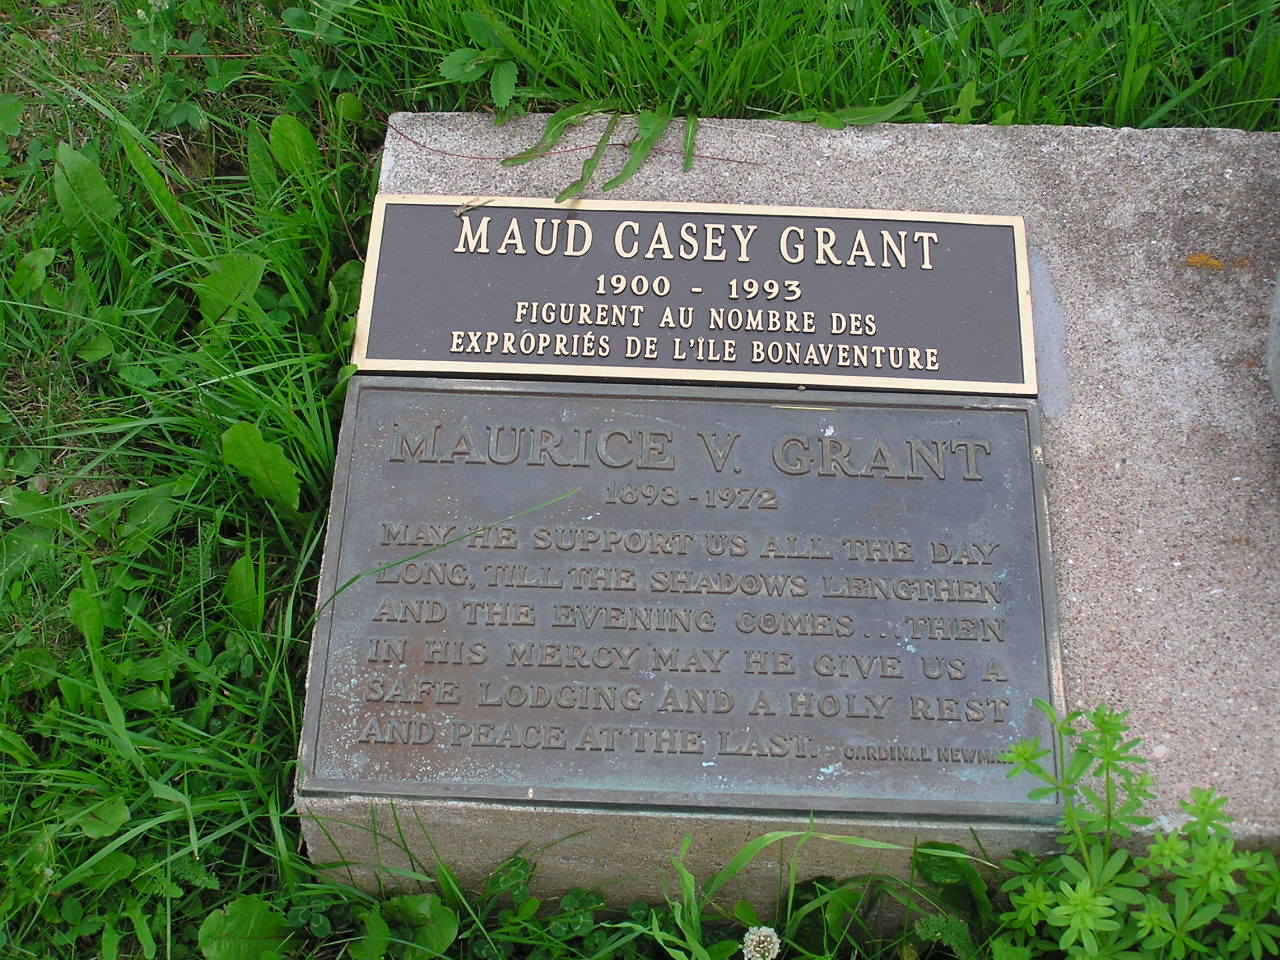 MAUD CASEY GRANT
1900 - 1993
FIGURENT AU NOMBRE DES
EXPROPRIÉS DE L'ÎLE BONAVENTURE
MAURICE V. GRANT
1893 - 1972
MAY HE SUPPORT US ALL THE DAY
LONG, TILL THE SHADOWS LENGTHEN
AND THE EVENING COMES... THEN
IN HIS MERCY MAY HE GIVE US A
SAFE LODGING AND A HOLY REST
AND PEACE AT THE LAST. CARDINAL NEWMAN